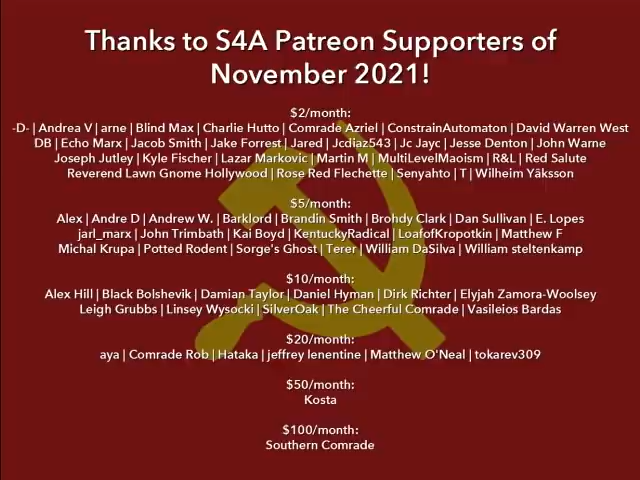 Thanks to S4A Patreon Supporters of
November 2021!
$2/month:
-D- | Andrea V | arne | Blind Max | Charlie Hutto | Comrade Azriel | ConstrainAutomaton | David Warren West
DB | Echo Marx | Jacob Smith | Jake Forrest | Jared | Jcdiaz543 | Jc Jayc | Jesse Denton | John Warne
Joseph Jutley | Kyle Fischer | Lazar Markovic | Martin M | MultiLevelMaoism | R&L | Red Salute
Reverend Lawn Gnome Hollywood | Rose Red Flechette | Senyahto | T | Wilheim Yäksson
$5/month:
Alex | Andre D | Andrew W. | Barklord | Brandin Smith | Brohdy Clark | Dan Sullivan | E. Lopes
jarl_marx | John Trimbath | Kai Boyd | KentuckyRadical | LoafofKropotkin | Matthew F
Michal Krupa | Potted Rodent | Sorge's Ghost | Terer | William DaSilva | William steltenkamp
$10/month:
Alex Hill | Black Bolshevik | Damian Taylor | Daniel Hyman | Dirk Richter | Elyjah Zamora-Woolsey
Leigh Grubbs | Linsey Wysocki | SilverOak | The Cheerful Comrade | Vasileios Bardas
$20/month:
aya | Comrade Rob | Hataka | jeffrey lenentine | Matthew O'Neal | tokarev309
$50/month:
Kosta
$100/month:
Southern Comrade